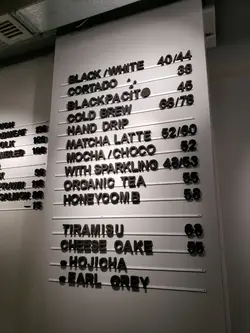 BLACK/WHITE 40/44
CORTADO 38
BLACKPACITO 45
COLD BREW 68/78
HAND DRIP
MATCHA LATTE 52/60
MOCHA/CHOCO 52
WITH SPARKLING 48/53
ORGANIC TEA 55
HONEYCOMB 58
TIRAMISU 68
CHEESE CAKE 55
- HOJICHA
- EARL GREY